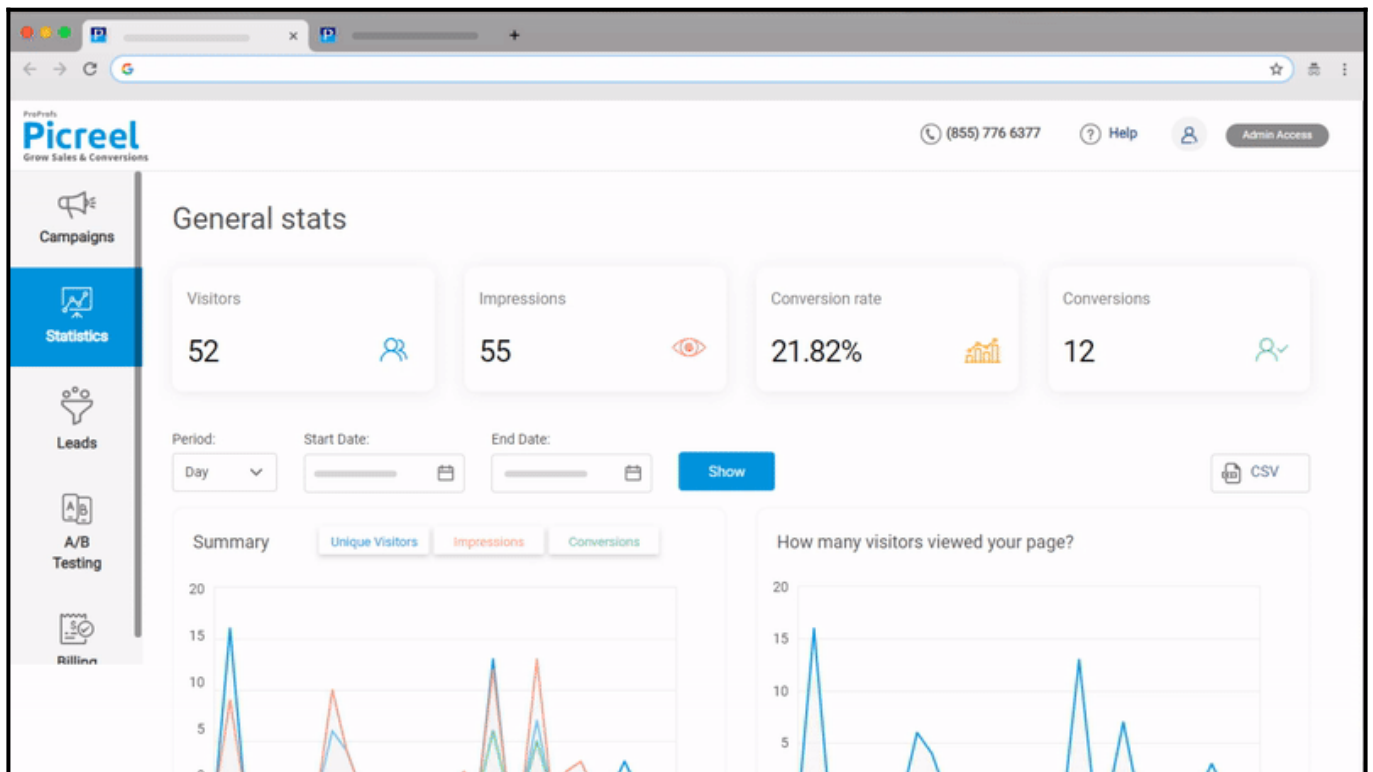 ProProfs
Picreel
Grow Sales & Conversions
(855) 776 6377
Help
Admin Access
Campaigns
Statistics
Leads
A/B
Testing
Billing
General stats
Visitors
52
Impressions
55
Conversion rate
21.82%
Conversions
12
Period:
Start Date:
End Date:
Day
Show
CSV
Summary
Unique Visitors
Impressions
Conversions
20
15
10
5
0
How many visitors viewed your page?
20
15
10
5